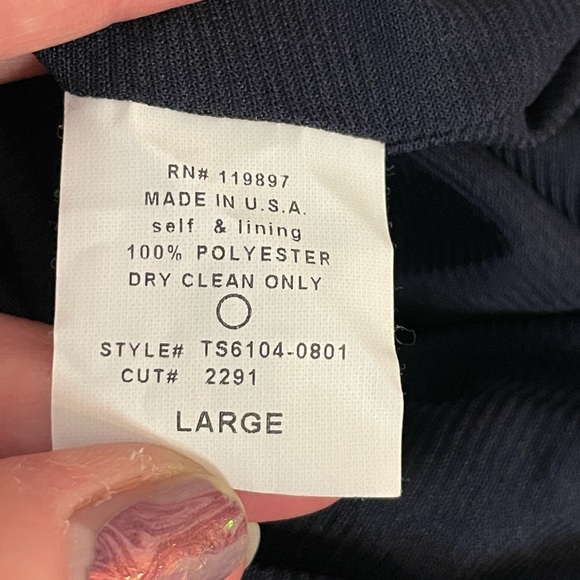 RN# 119897
MADE IN U.S.A.
self & lining
100% POLYESTER
DRY CLEAN ONLY
STYLE# TS6104-0801
CUT# 2291
LARGE